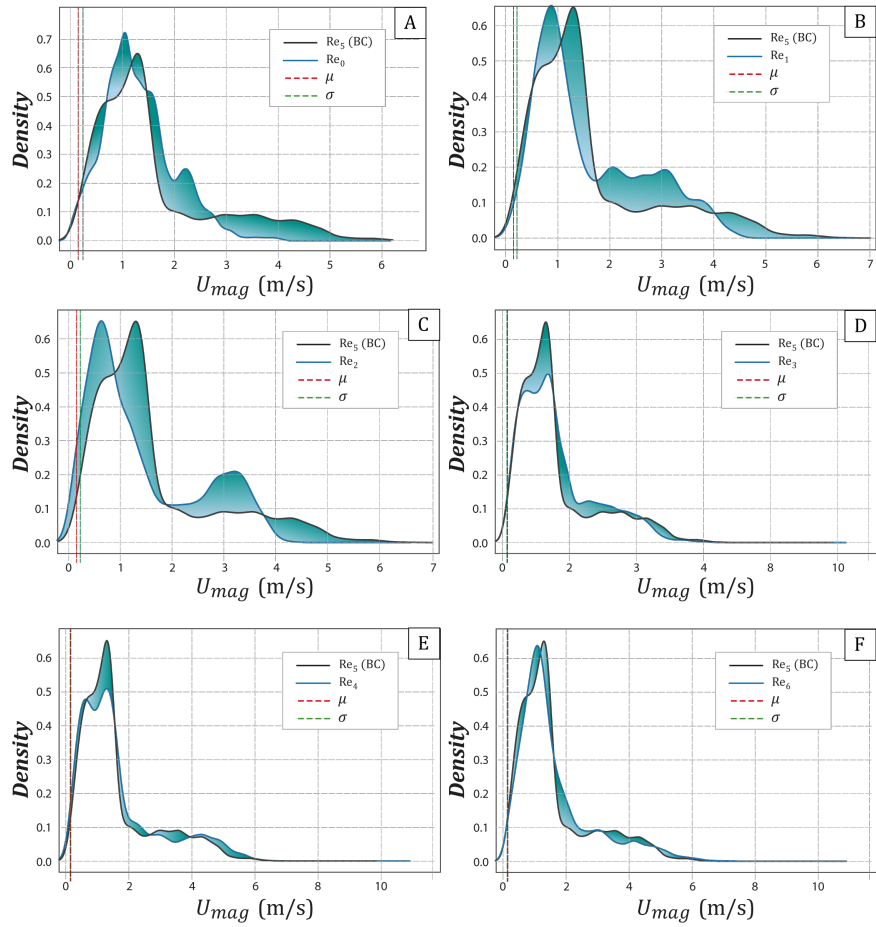 A
Re5 (BC)
Re0
μ
σ
Density
0.7
0.6
0.5
0.4
0.3
0.2
0.1
0.0
0 1 2 3 4 5 6
Umag (m/s)
B
Re5 (BC)
Re1
μ
σ
Density
0.6
0.5
0.4
0.3
0.2
0.1
0.0
0 1 2 3 4 5 6 7
Umag (m/s)
C
Re5 (BC)
Re2
μ
σ
Density
0.6
0.5
0.4
0.3
0.2
0.1
0.0
0 1 2 3 4 5 6 7
Umag (m/s)
D
Re5 (BC)
Re3
μ
σ
Density
0.6
0.5
0.4
0.3
0.2
0.1
0.0
0 2 4 6 8 10
Umag (m/s)
E
Re5 (BC)
Re4
μ
σ
Density
0.6
0.5
0.4
0.3
0.2
0.1
0.0
0 2 4 6 8 10
Umag (m/s)
F
Re5 (BC)
Re6
μ
σ
Density
0.6
0.5
0.4
0.3
0.2
0.1
0.0
0 2 4 6 8 10
Umag (m/s)